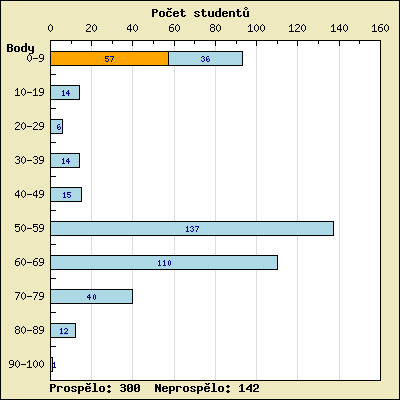 Počet studentů
0 20 40 60 80 100 120 140 160
Body
0-9 57 36
10-19 14
20-29 6
30-39 14
40-49 15
50-59 137
60-69 110
70-79 40
80-89 12
90-100 1
Prospělo: 300 Neprospělo: 142